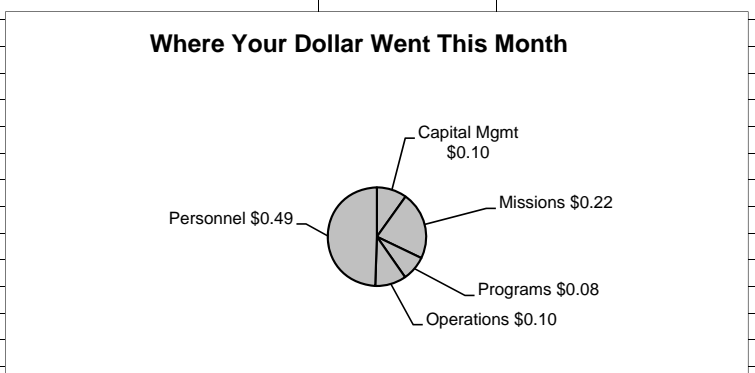 Where Your Dollar Went This Month
Capital Mgmt
$0.10
Missions $0.22
Personnel $0.49
Programs $0.08
Operations $0.10